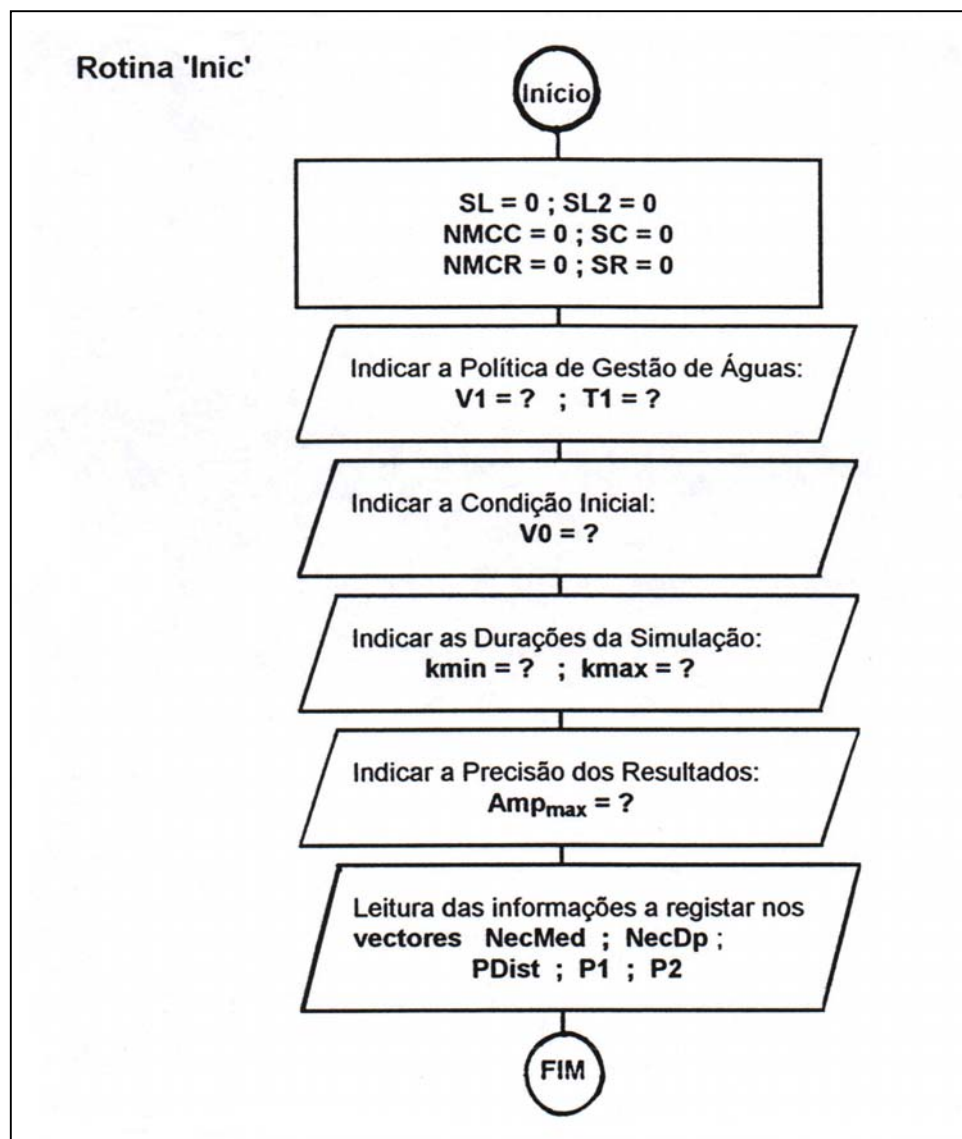 Rotina 'Inic'
Início
SL = 0 ; SL2 = 0
NMCC = 0 ; SC = 0
NMCR = 0 ; SR = 0
Indicar a Política de Gestão de Águas:
V1 = ? ; T1 = ?
Indicar a Condição Inicial:
V0 = ?
Indicar as Durações da Simulação:
kmin = ? ; kmax = ?
Indicar a Precisão dos Resultados:
Ampmax = ?
Leitura das informações a registar nos
vectores NecMed ; NecDp ;
PDist ; P1 ; P2
FIM